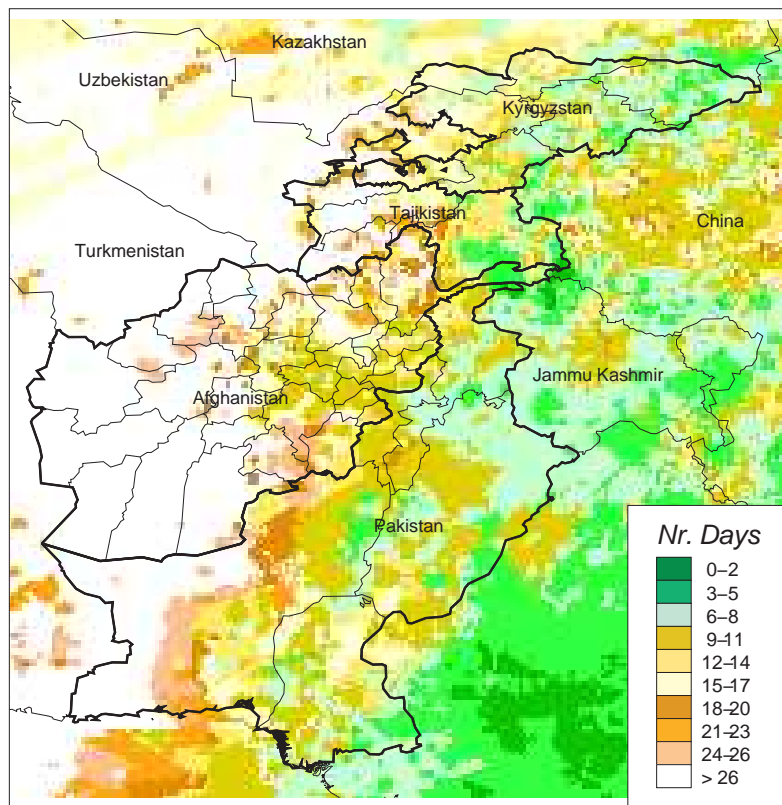 Kazakhstan
Uzbekistan
Kyrgyzstan
Tajikistan
China
Turkmenistan
Jammu Kashmir
Afghanistan
Pakistan
Nr. Days
0–2
3–5
6–8
9–11
12–14
15–17
18–20
21–23
24–26
> 26